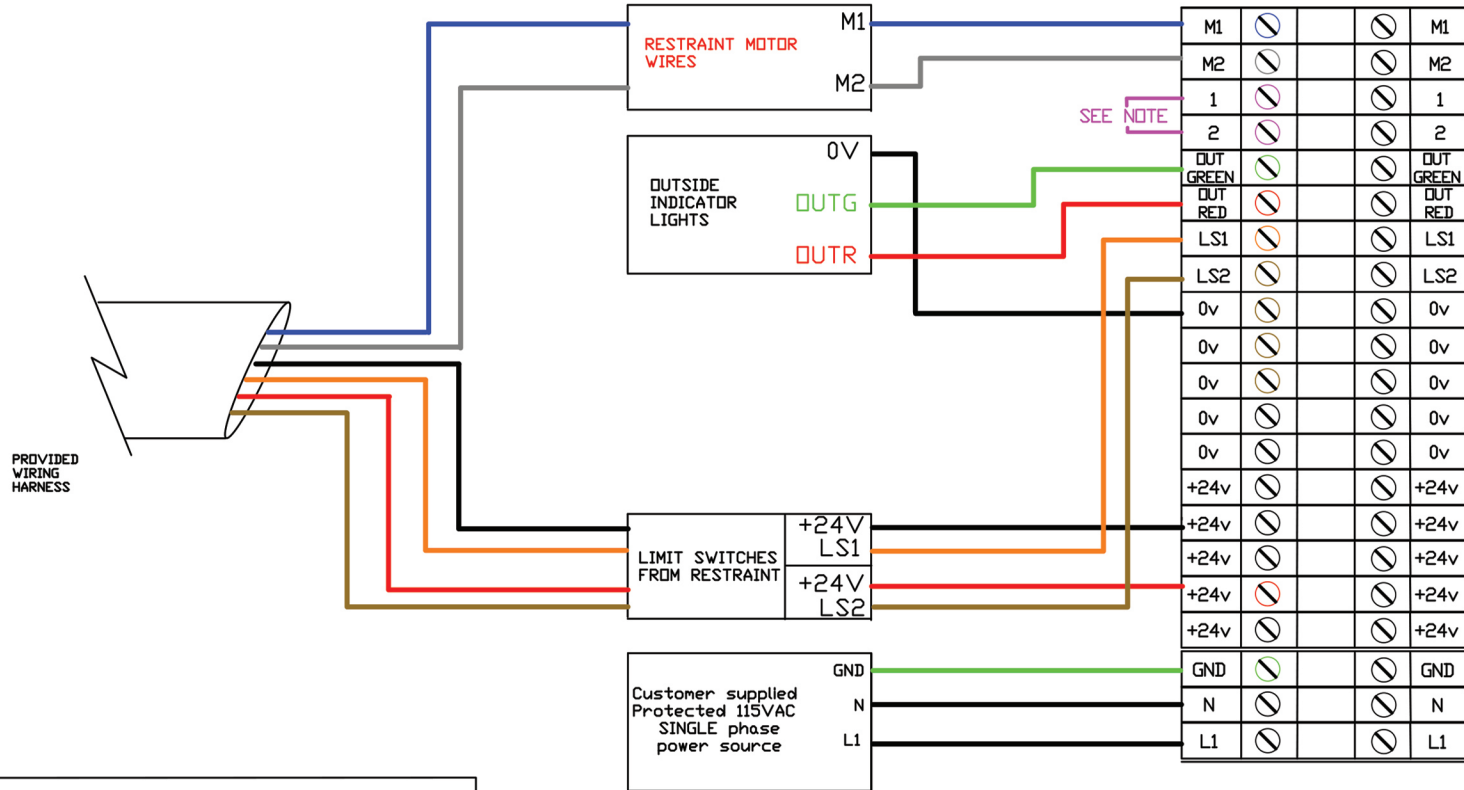 RESTRAINT MOTOR
WIRES
M1
M2
OUTSIDE
INDICATOR
LIGHTS
0V
OUTG
OUTR
SEE NOTE
PROVIDED
WIRING
HARNESS
LIMIT SWITCHES
FROM RESTRAINT
+24V
LS1
+24V
LS2
Customer supplied
Protected 115VAC
SINGLE phase
power source
GND
N
L1
M1 M1
M2 M2
1 1
2 2
OUT OUT
GREEN GREEN
OUT OUT
RED RED
LS1 LS1
LS2 LS2
0v 0v
0v 0v
0v 0v
0v 0v
0v 0v
+24v +24v
+24v +24v
+24v +24v
+24v +24v
+24v +24v
GND GND
N N
L1 L1